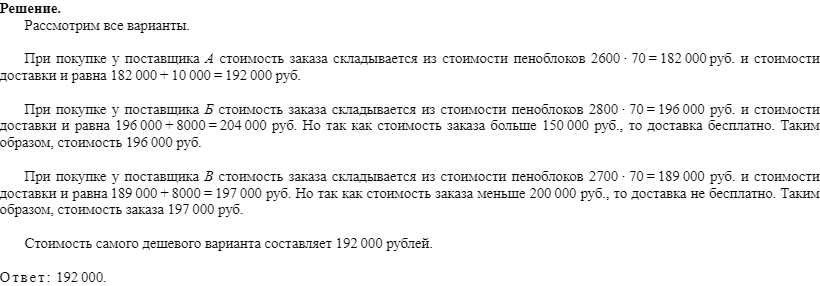 Решение.
Рассмотрим все варианты.
При покупке у поставщика А стоимость заказа складывается из стоимости пеноблоков 2600 · 70 = 182 000 руб. и стоимости
доставки и равна 182 000 + 10 000 = 192 000 руб.
При покупке у поставщика Б стоимость заказа складывается из стоимости пеноблоков 2800 · 70 = 196 000 руб. и стоимости
доставки и равна 196 000 + 8000 = 204 000 руб. Но так как стоимость заказа больше 150 000 руб., то доставка бесплатно. Таким
образом, стоимость 196 000 руб.
При покупке у поставщика В стоимость заказа складывается из стоимости пеноблоков 2700 · 70 = 189 000 руб. и стоимости
доставки и равна 189 000 + 8000 = 197 000 руб. Но так как стоимость заказа меньше 200 000 руб., то доставка не бесплатно. Таким
образом, стоимость заказа 197 000 руб.
Стоимость самого дешевого варианта составляет 192 000 рублей.
Ответ: 192 000.